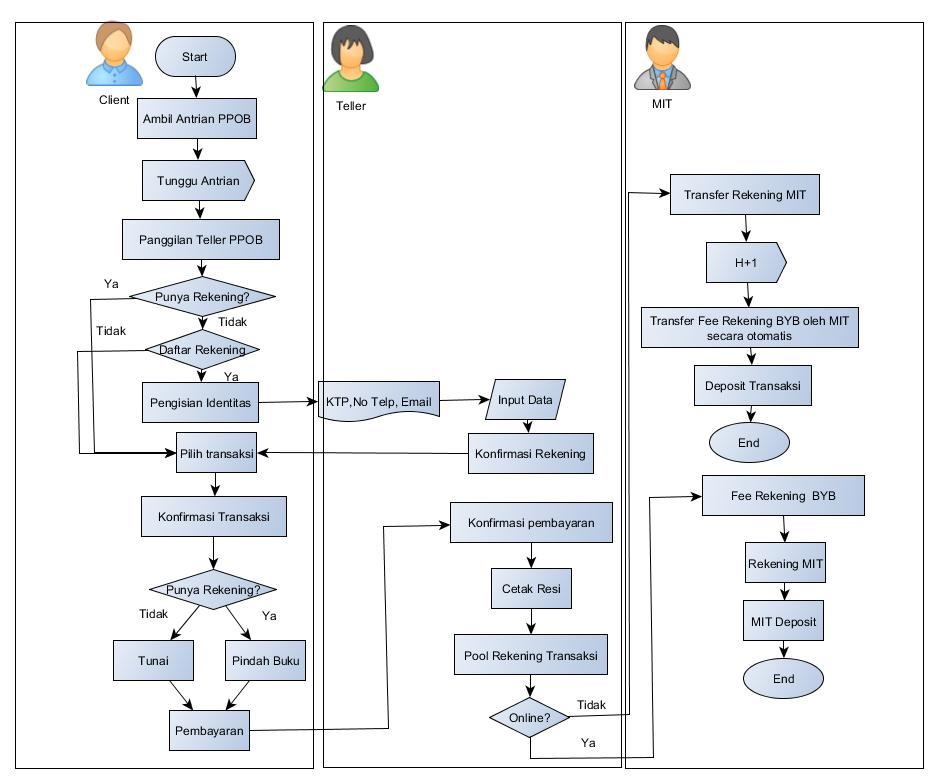 Client
Start
Ambil Antrian PPOB
Tunggu Antrian
Panggilan Teller PPOB
Ya
Punya Rekening?
Tidak
Tidak
Daftar Rekening
Ya
Pengisian Identitas
Pilih transaksi
Konfirmasi Transaksi
Punya Rekening?
Tidak
Ya
Tunai
Pindah Buku
Pembayaran
Teller
KTP,No Telp, Email
Input Data
Konfirmasi Rekening
Konfirmasi pembayaran
Cetak Resi
Pool Rekening Transaksi
Online?
Tidak
Ya
MIT
Transfer Rekening MIT
H+1
Transfer Fee Rekening BYB oleh MIT
secara otomatis
Deposit Transaksi
End
Fee Rekening BYB
Rekening MIT
MIT Deposit
End